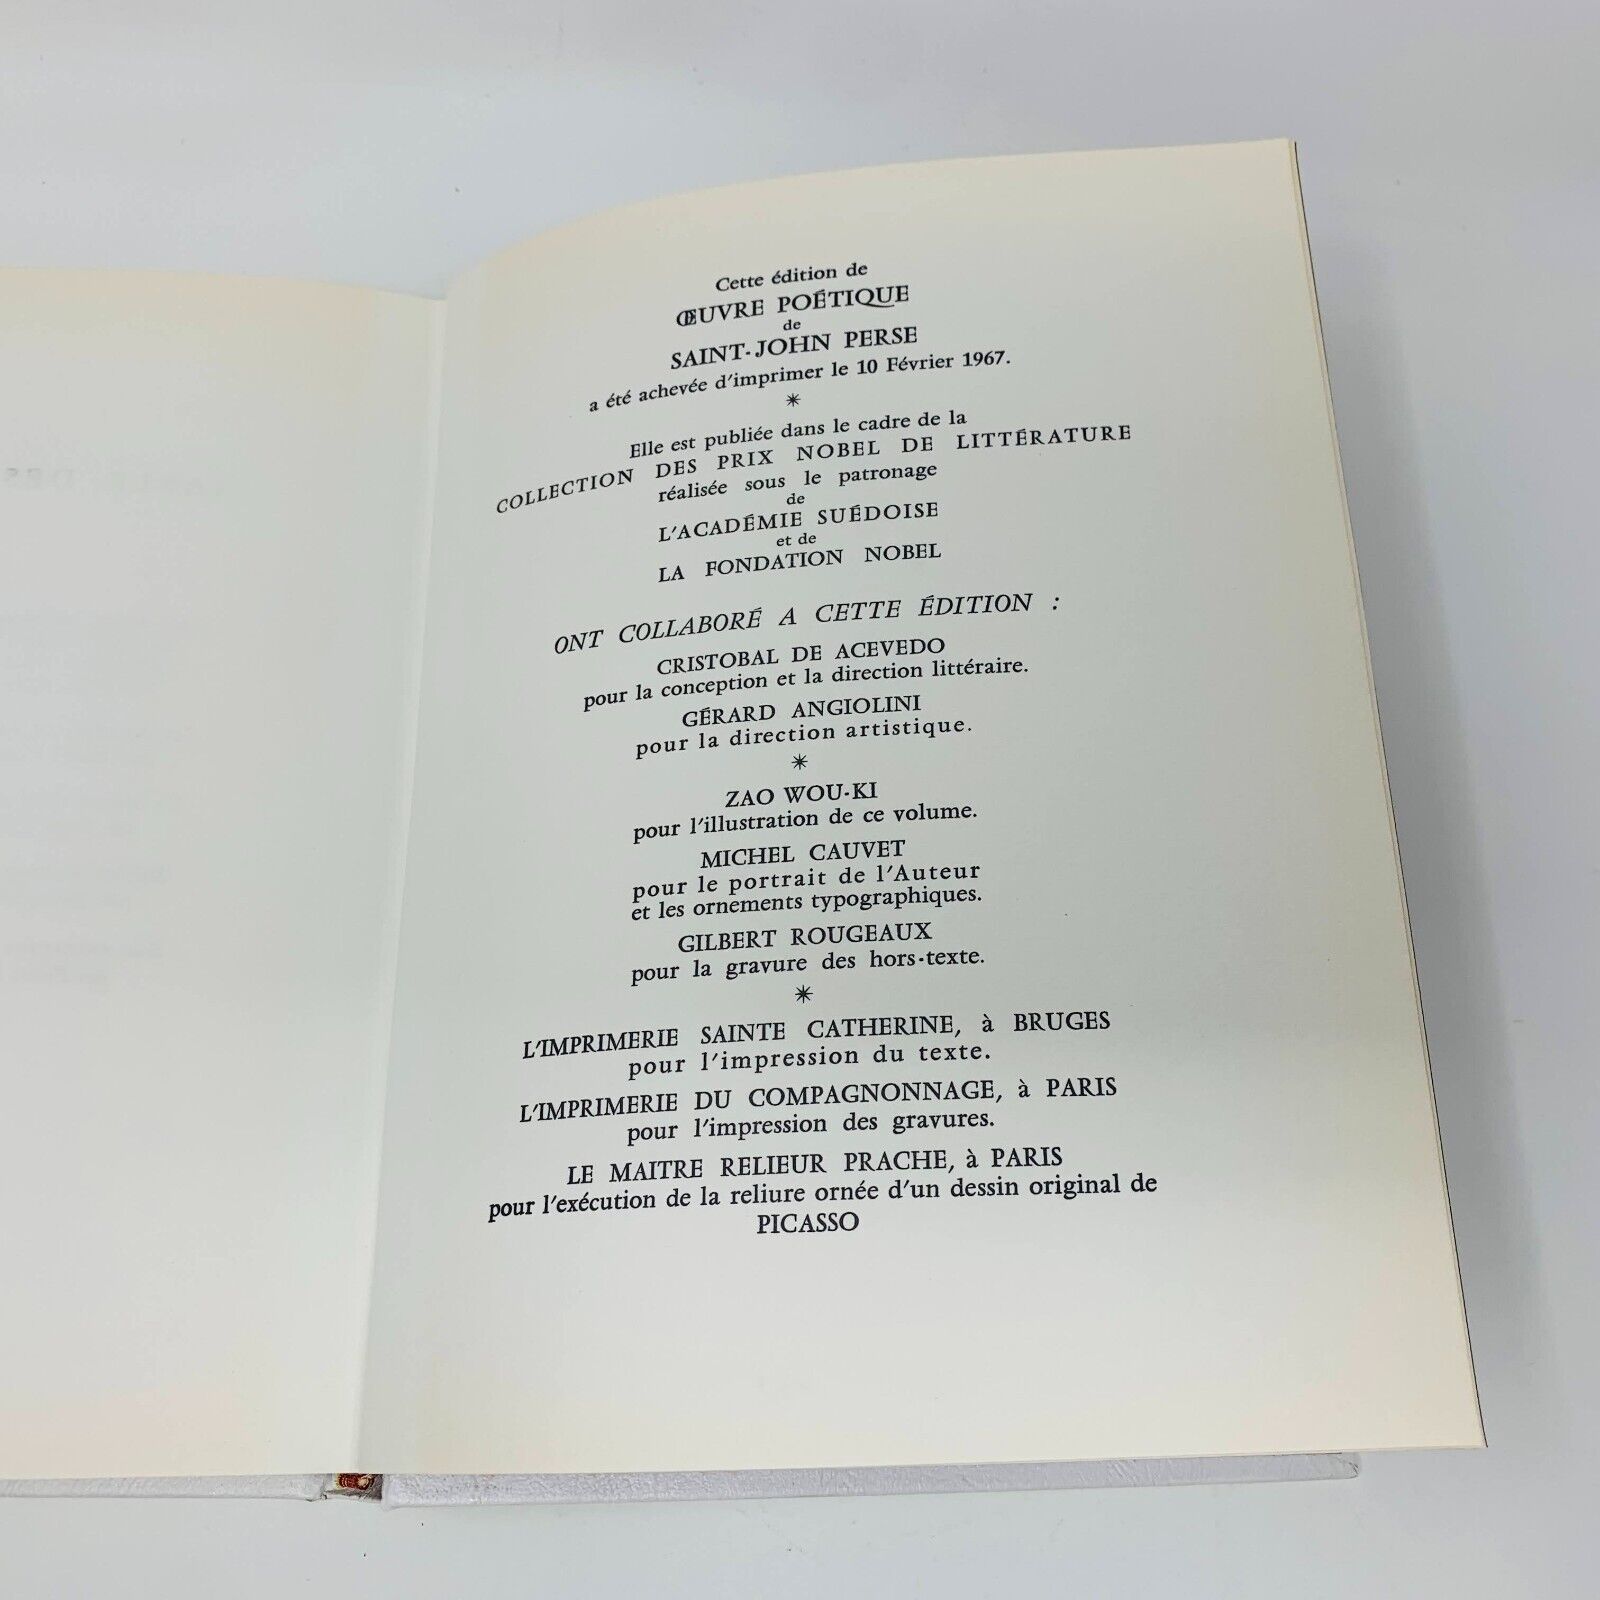 Cette édition de
ŒUVRE POÉTIQUE
de
SAINT-JOHN PERSE
a été achevée d'imprimer le 10 Février 1967.
*
Elle est publiée dans le cadre de la
COLLECTION DES PRIX NOBEL DE LITTÉRATURE
réalisée sous le patronage
de
L'ACADÉMIE SUÉDOISE
et de
LA FONDATION NOBEL
ONT COLLABORÉ A CETTE ÉDITION :
CRISTOBAL DE ACEVEDO
pour la conception et la direction littéraire.
GÉRARD ANGIOLINI
pour la direction artistique.
*
ZAO WOU-KI
pour l'illustration de ce volume.
MICHEL CAUVET
pour le portrait de l'Auteur
et les ornements typographiques.
GILBERT ROUGEAUX
pour la gravure des hors-texte.
*
L'IMPRIMERIE SAINTE CATHERINE, à BRUGES
pour l'impression du texte.
L'IMPRIMERIE DU COMPAGNONNAGE, à PARIS
pour l'impression des gravures.
LE MAITRE RELIEUR PRACHE, à PARIS
pour l'exécution de la reliure ornée d'un dessin original de
PICASSO